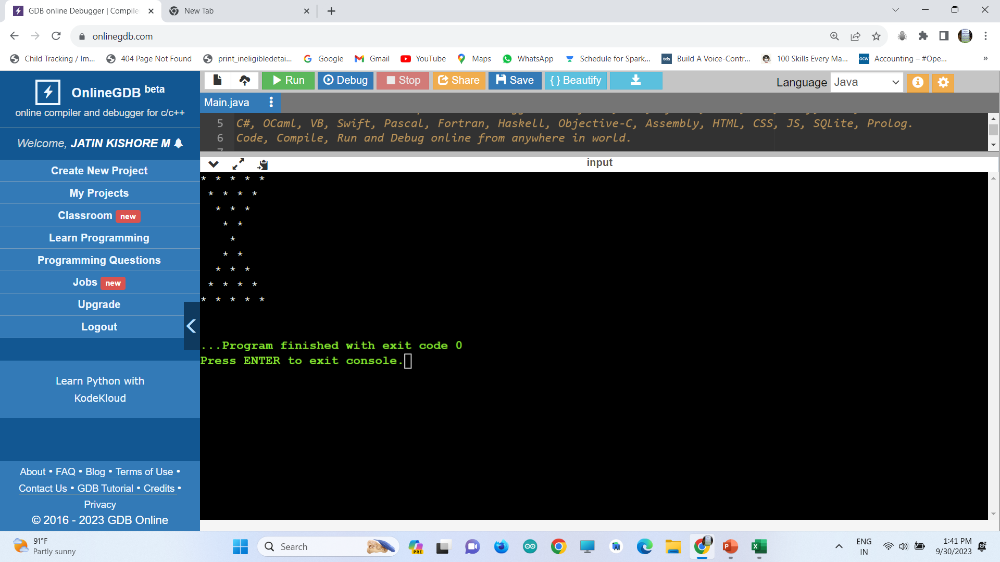 GDB online Debugger | Compile
New Tab
onlinegdb.com
Child Tracking / Im...
404 Page Not Found
print_ineligibledetai...
Google
Gmail
YouTube
Maps
WhatsApp
Schedule for Spark...
tds
Build A Voice-Contr...
100 Skills Every Ma...
ocw
Accounting – #Ope...
»
OnlineGDB beta
online compiler and debugger for c/c++
Welcome, JATIN KISHORE M
Create New Project
My Projects
Classroom new
Learn Programming
Programming Questions
Jobs new
Upgrade
Logout
Learn Python with
KodeKloud
About • FAQ • Blog • Terms of Use •
Contact Us • GDB Tutorial • Credits •
Privacy
© 2016 - 2023 GDB Online
Run
Debug
Stop
Share
Save
{ } Beautify
Language Java
Main.java
5 C#, OCaml, VB, Swift, Pascal, Fortran, Haskell, Objective-C, Assembly, HTML, CSS, JS, SQLite, Prolog.
6 Code, Compile, Run and Debug online from anywhere in world.
input
* * * * *
 * * * *
  * * *
   * *
    *
   * *
  * * *
 * * * *
* * * * *
...Program finished with exit code 0
Press ENTER to exit console.
91°F
Partly sunny
Search
PRE
ENG
IN
1:41 PM
9/30/2023